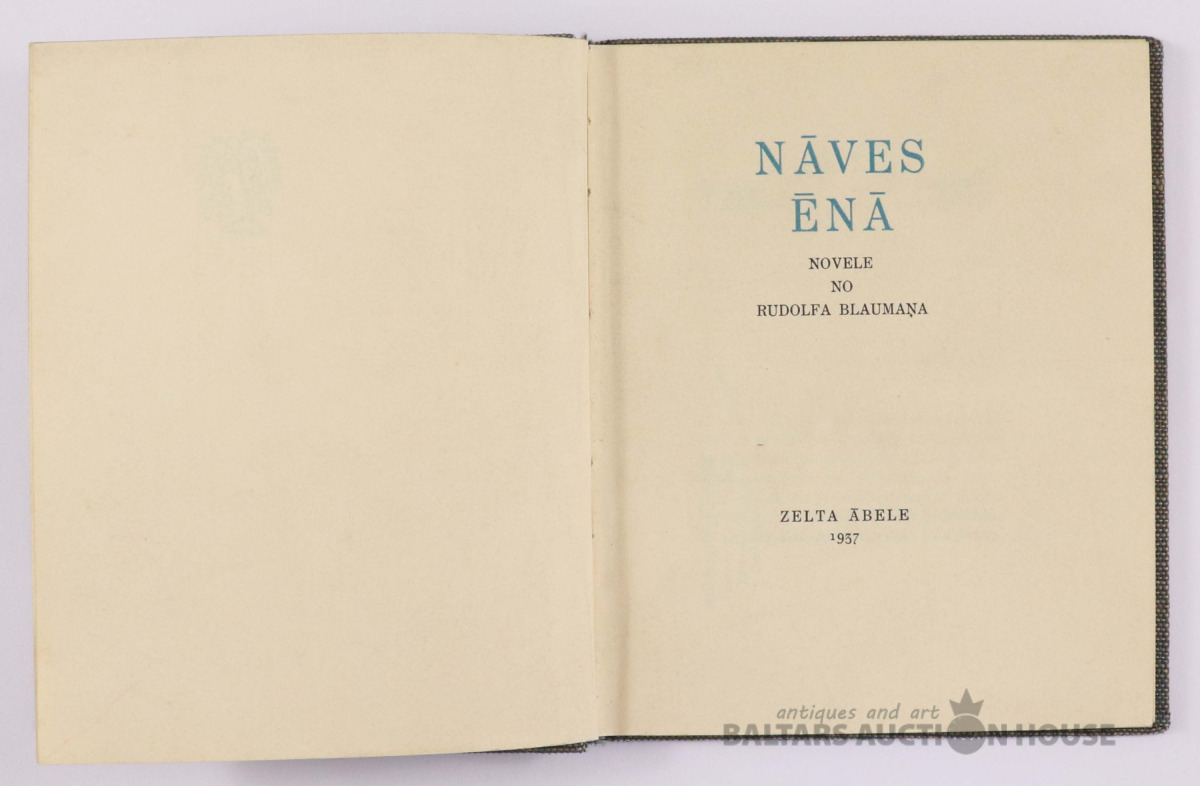 NĀVES
ĒNĀ
NOVELE
NO
RUDOLFA BLAUMAŅA
ZELTA ĀBELE
1937
antiques and art
BALTARS AUCTION HOUSE